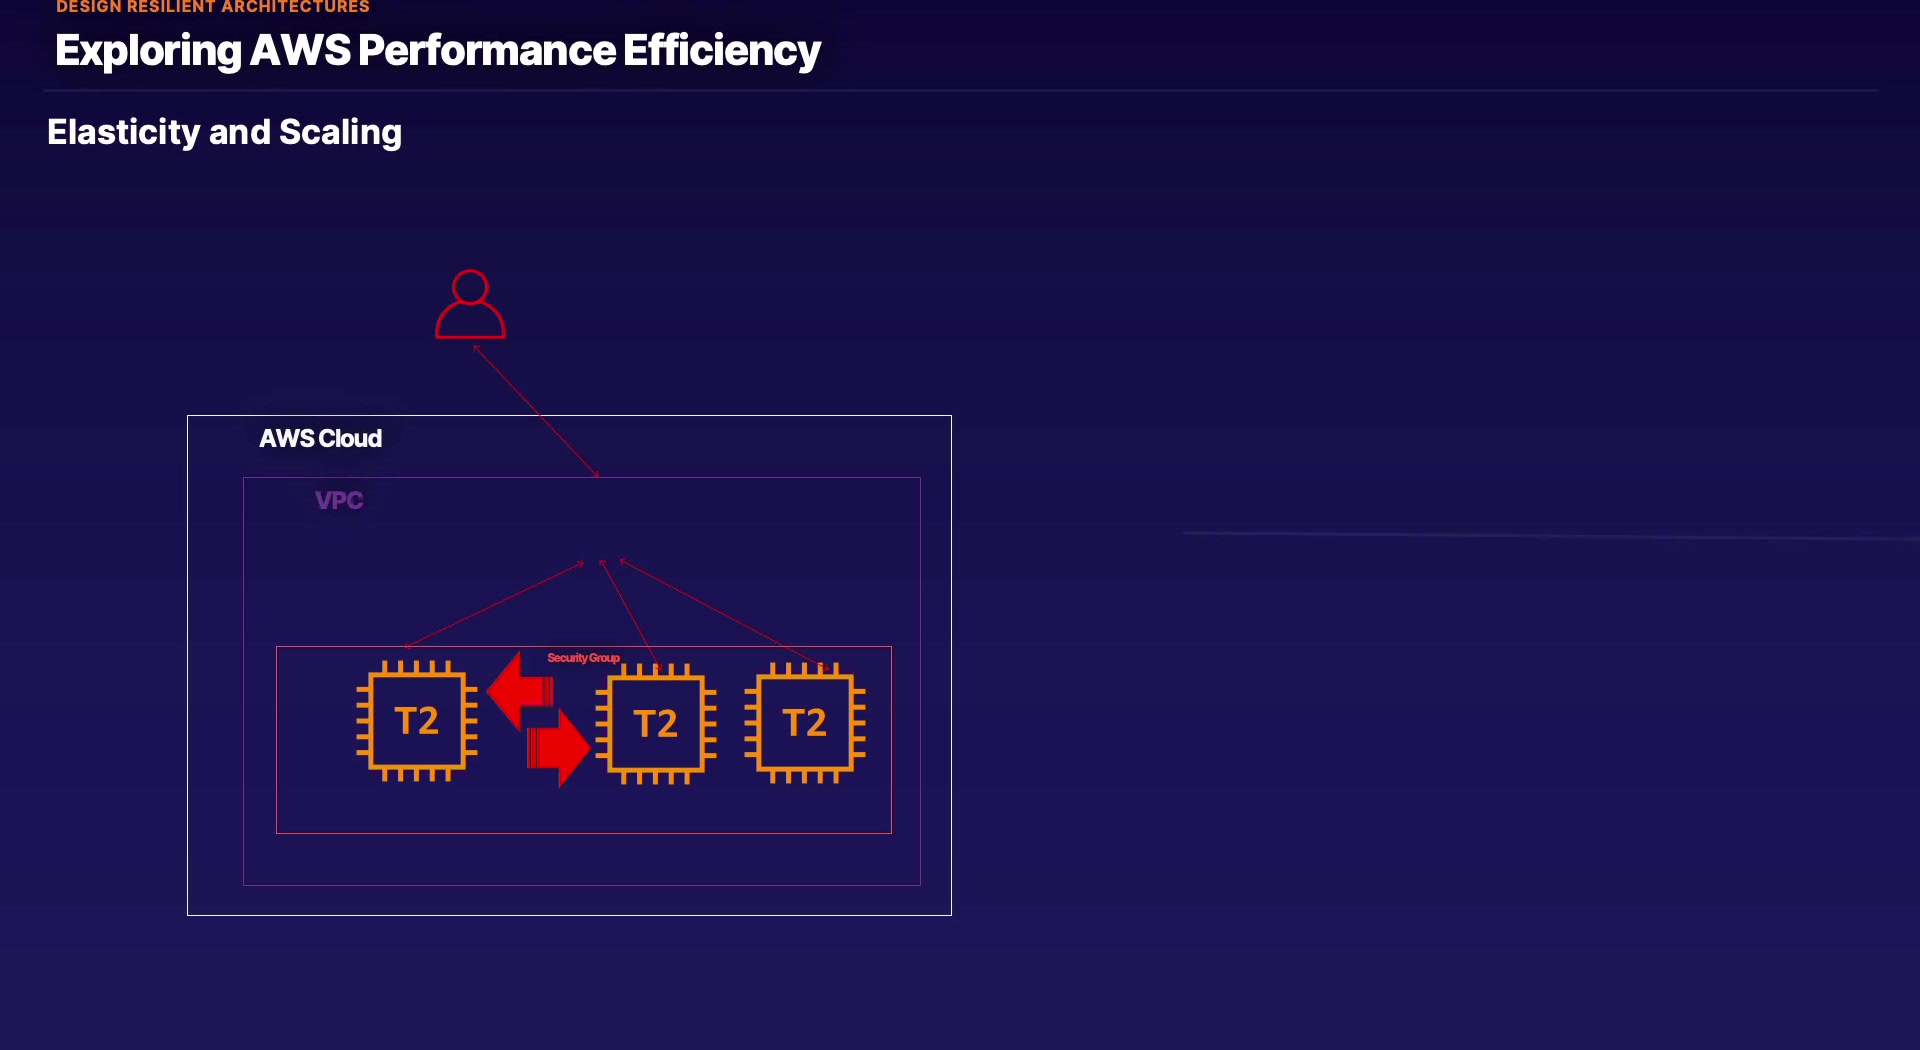 DESIGN RESILIENT ARCHITECTURES
Exploring AWS Performance Efficiency
Elasticity and Scaling
AWS Cloud
VPC
Security Group
T2
T2
T2